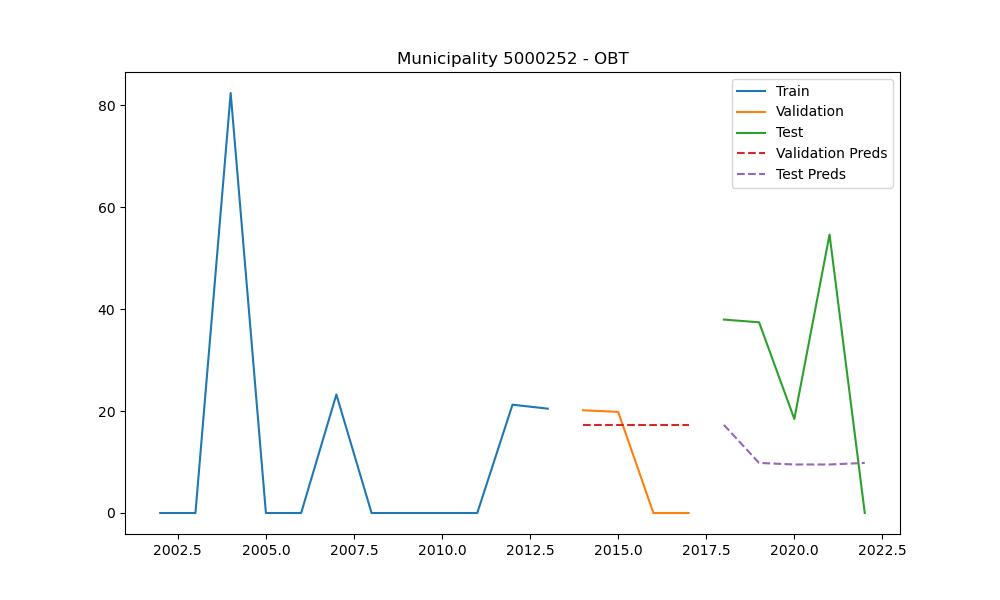 Municipality 5000252 - OBT
Train
Validation
Test
Validation Preds
Test Preds
80
60
40
20
0
2002.5 2005.0 2007.5 2010.0 2012.5 2015.0 2017.5 2020.0 2022.5